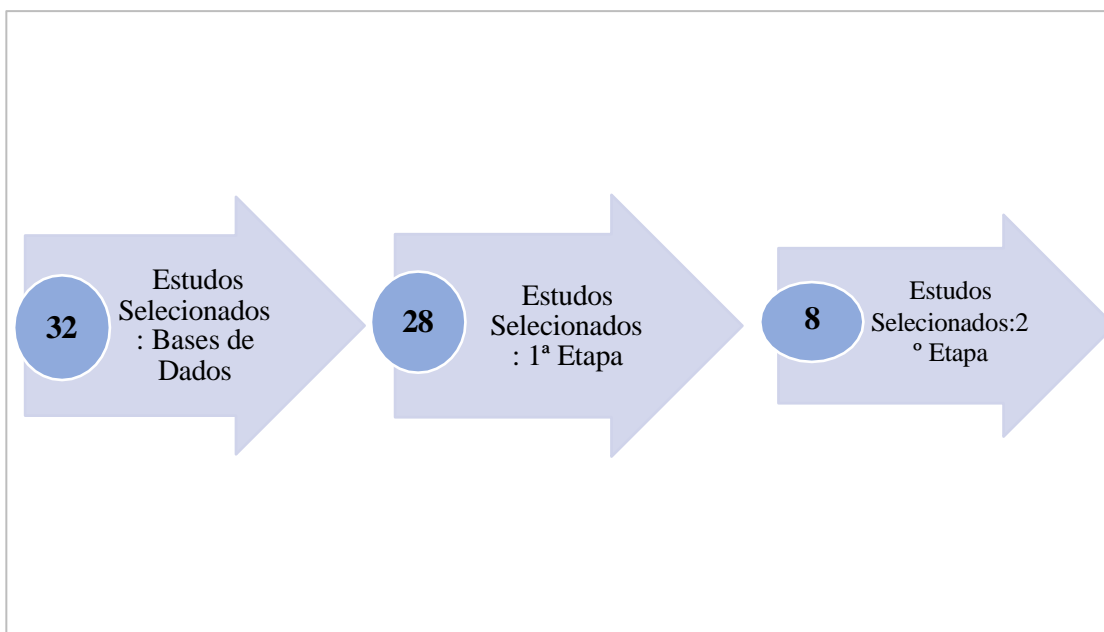 32
Estudos
Selecionados
: Bases de
Dados
28
Estudos
Selecionados
: 1ª Etapa
8
Estudos
Selecionados:2
º Etapa